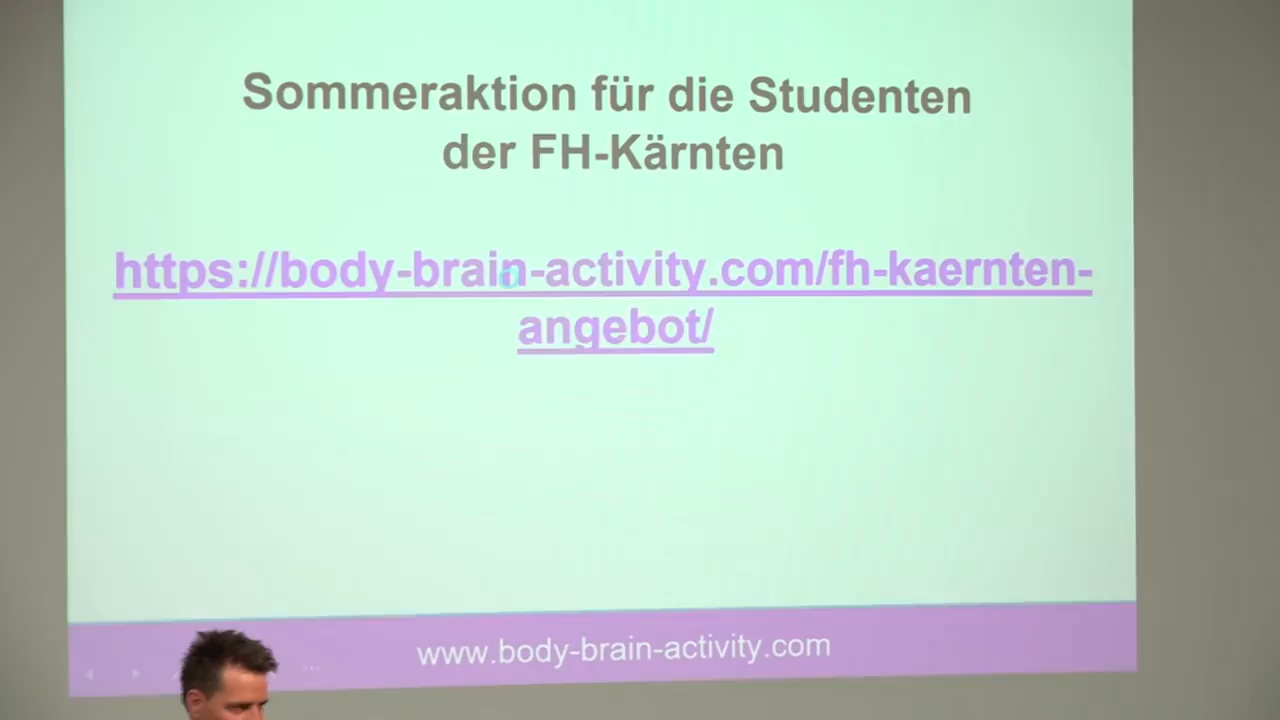 Sommeraktion für die Studenten
der FH-Kärnten
https://body-brain-activity.com/fh-kaernten-
angebot/
www.body-brain-activity.com